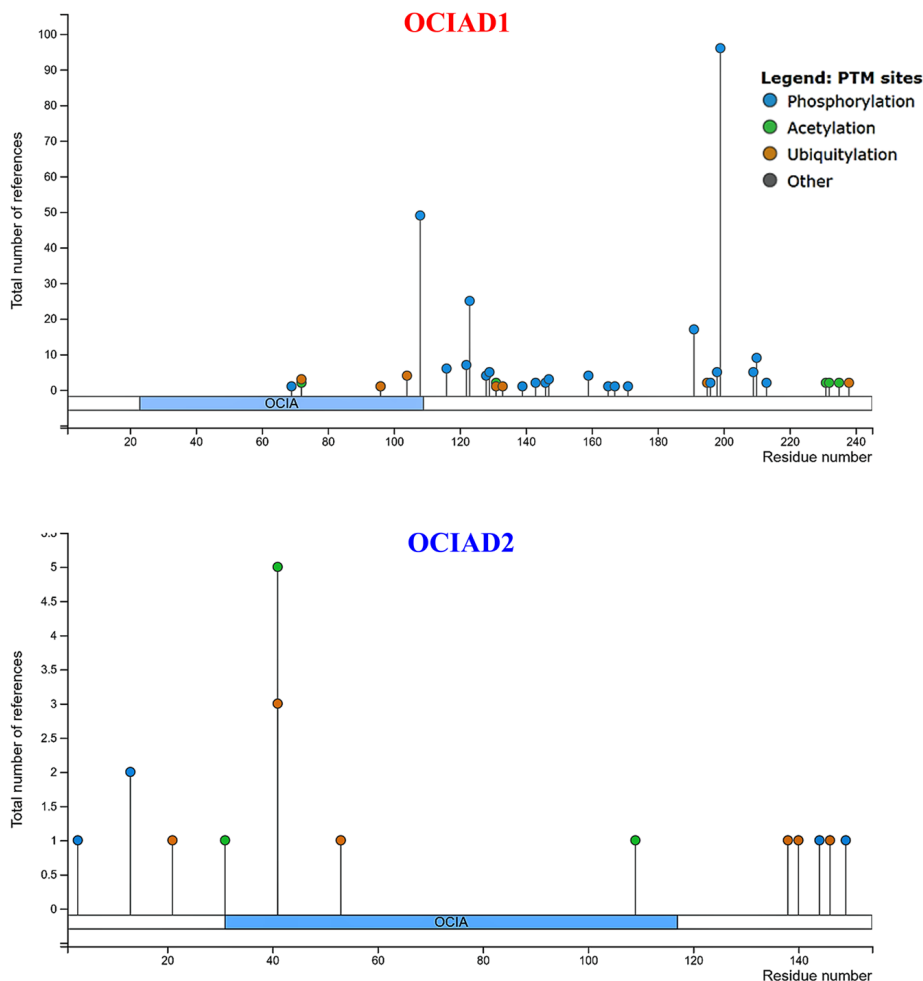 OCIAD1
Total number of references
100
90
80
70
60
50
40
30
20
10
0
Legend: PTM sites
Phosphorylation
Acetylation
Ubiquitylation
Other
OCIA
20 40 60 80 100 120 140 160 180 200 220 240
Residue number
OCIAD2
Total number of references
5.5
5
4.5
4
3.5
3
2.5
2
1.5
1
0.5
0
OCIA
20 40 60 80 100 120 140
Residue number